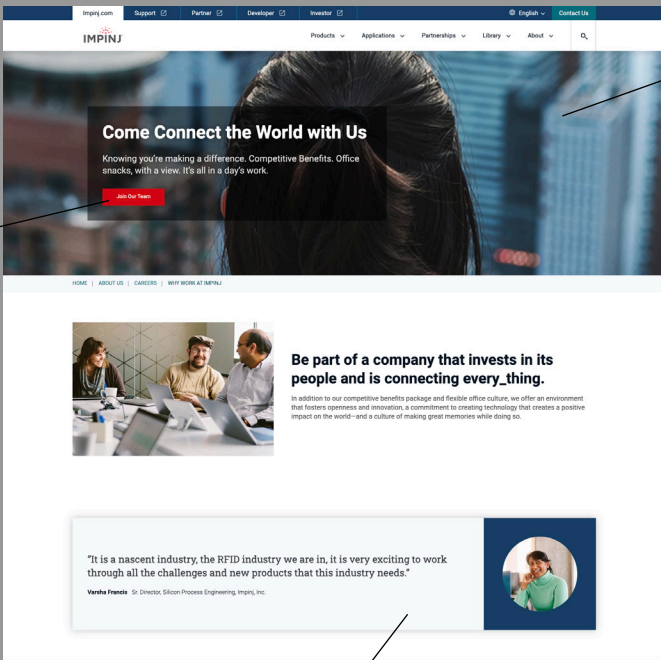 Impinj.com Support Partner Developer Investor English Contact Us
IMPINJ Products Applications Partnerships Library About
Come Connect the World with Us
Knowing you're making a difference. Competitive Benefits. Office
snacks, with a view. It's all in a day's work.
Join Our Team
HOME | ABOUT US | CAREERS | WHY WORK AT IMPINJ
Be part of a company that invests in its
people and is connecting every_thing.
In addition to our competitive benefits package and flexible office culture, we offer an environment
that fosters openness and innovation, a commitment to creating technology that creates a positive
impact on the world—and a culture of making great memories while doing so.
"It is a nascent industry, the RFID industry we are in, it is very exciting to work
through all the challenges and new products that this industry needs."
Varsha Francis Sr. Director, Silicon Process Engineering, Impinj, Inc.